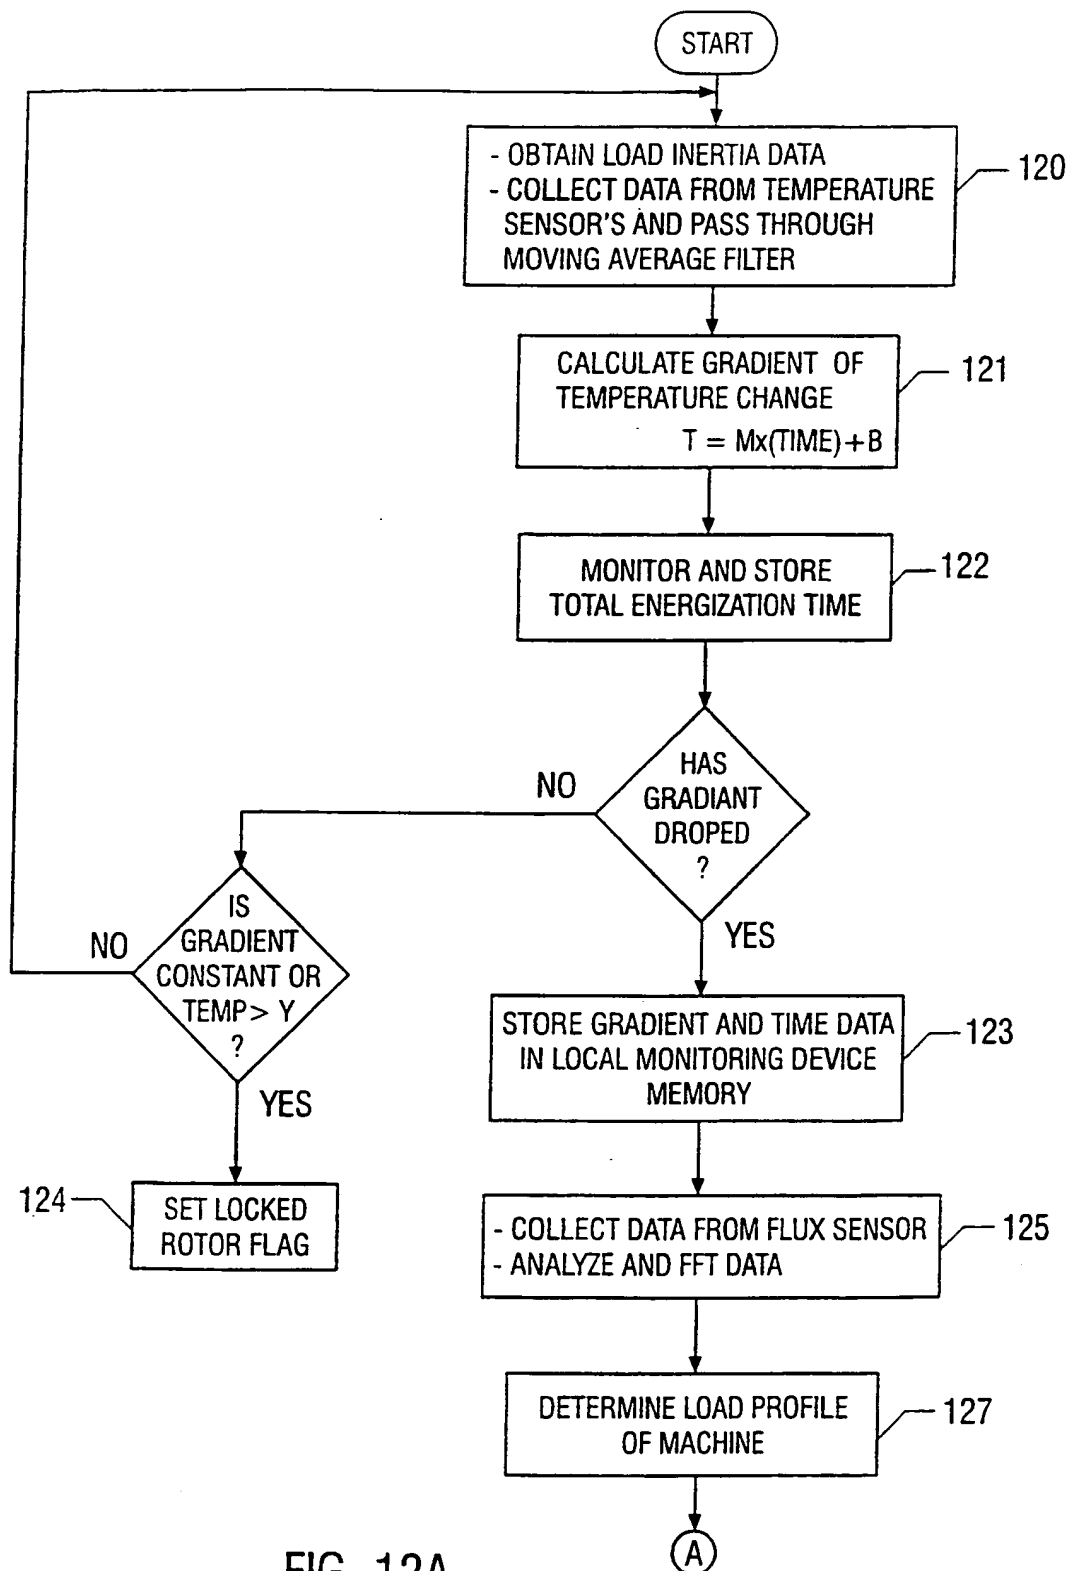 START
- OBTAIN LOAD INERTIA DATA
- COLLECT DATA FROM TEMPERATURE
SENSOR'S AND PASS THROUGH
MOVING AVERAGE FILTER
120
CALCULATE GRADIENT OF
TEMPERATURE CHANGE
T = Mx(TIME)+B
121
MONITOR AND STORE
TOTAL ENERGIZATION TIME
122
HAS
GRADIANT
DROPED
?
NO
YES
IS
GRADIENT
CONSTANT OR
TEMP> Y
?
NO
YES
STORE GRADIENT AND TIME DATA
IN LOCAL MONITORING DEVICE
MEMORY
123
124
SET LOCKED
ROTOR FLAG
- COLLECT DATA FROM FLUX SENSOR
- ANALYZE AND FFT DATA
125
DETERMINE LOAD PROFILE
OF MACHINE
127
A
FIG. 12A